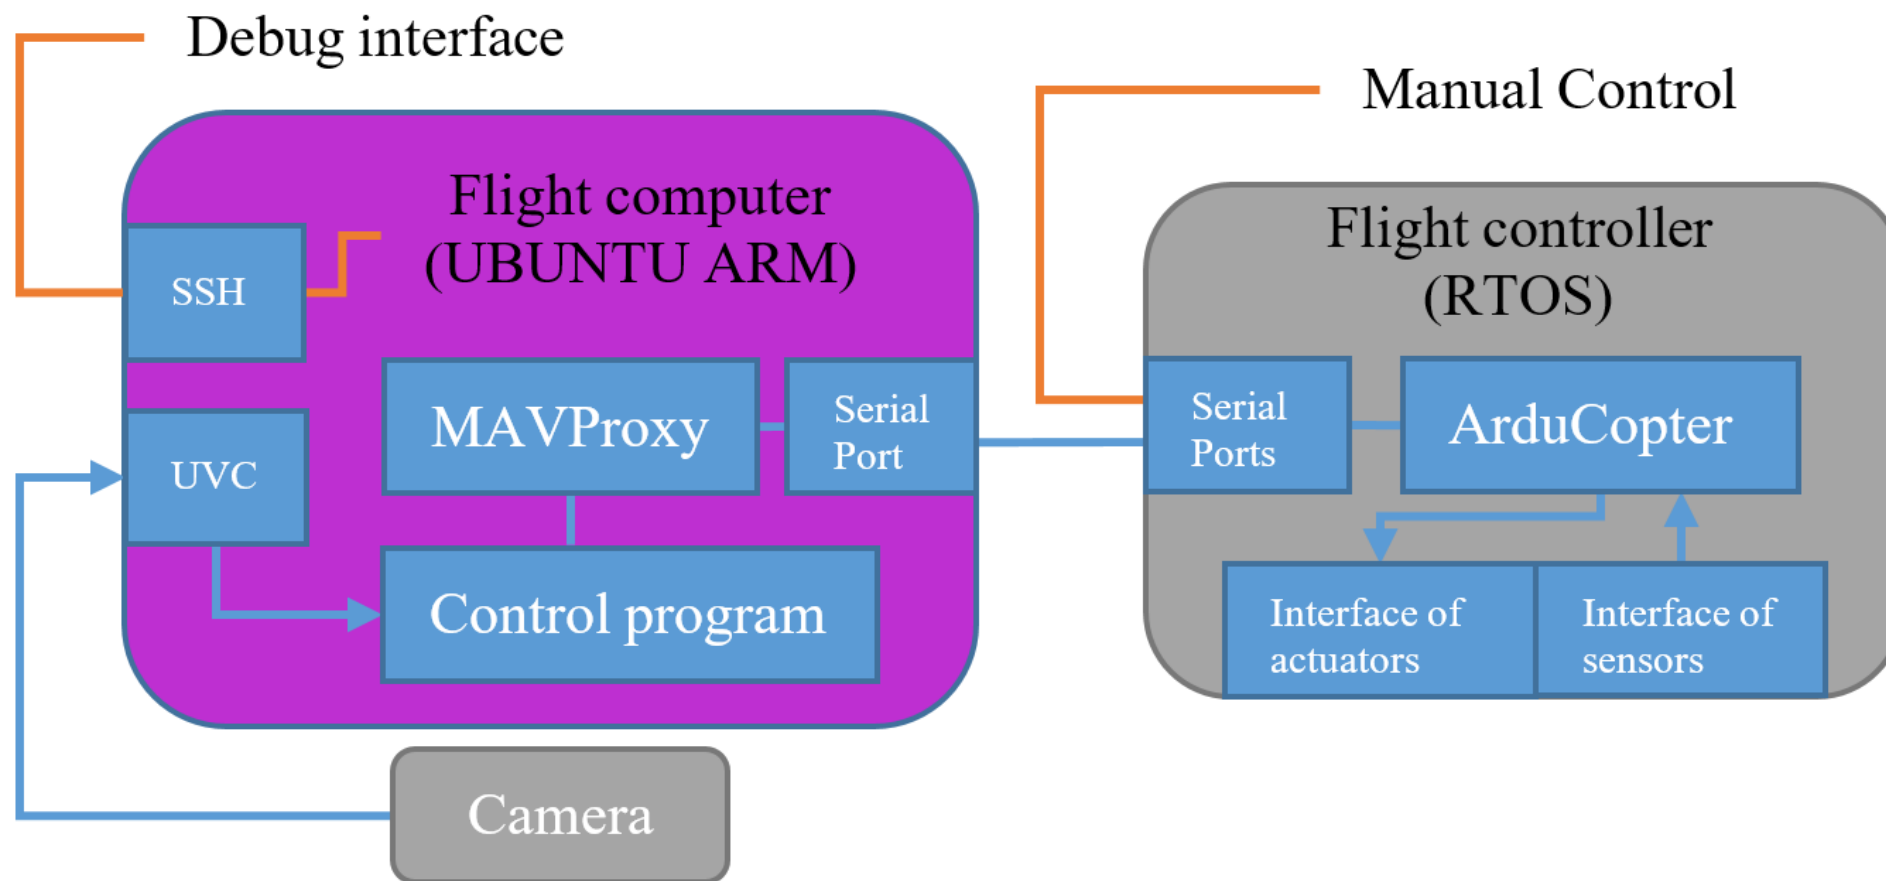 Debug interface
Manual Control
Flight computer
(UBUNTU ARM)
SSH
MAVProxy
Serial
Port
UVC
Control program
Camera
Flight controller
(RTOS)
Serial
Ports
ArduCopter
Interface of
actuators
Interface of
sensors